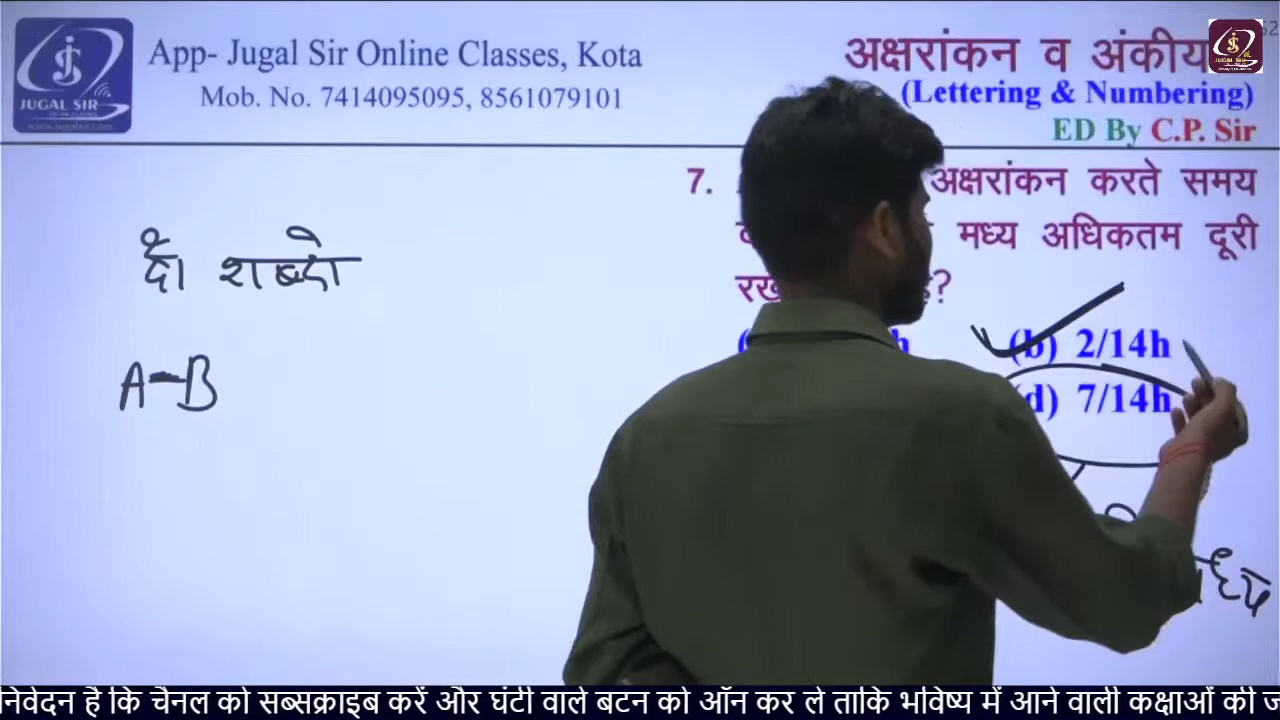 App- Jugal Sir Online Classes, Kota
Mob. No. 7414095095, 8561079101
JUGAL SIR
अक्षरांकन व
(Lettering & Numbering)
ED By C.P. Sir
JUGAL SIR
7. अक्षरांकन करते समय
मध्य अधिकतम दूरी
(b) 2/14h
(d) 7/14h
दो शब्दो
A-B
निवेदन है कि चैनल को सब्सक्राइब करें और घंटी वाले बटन को ऑन कर ले ताकि भविष्य में आने वाली कक्षाओं की